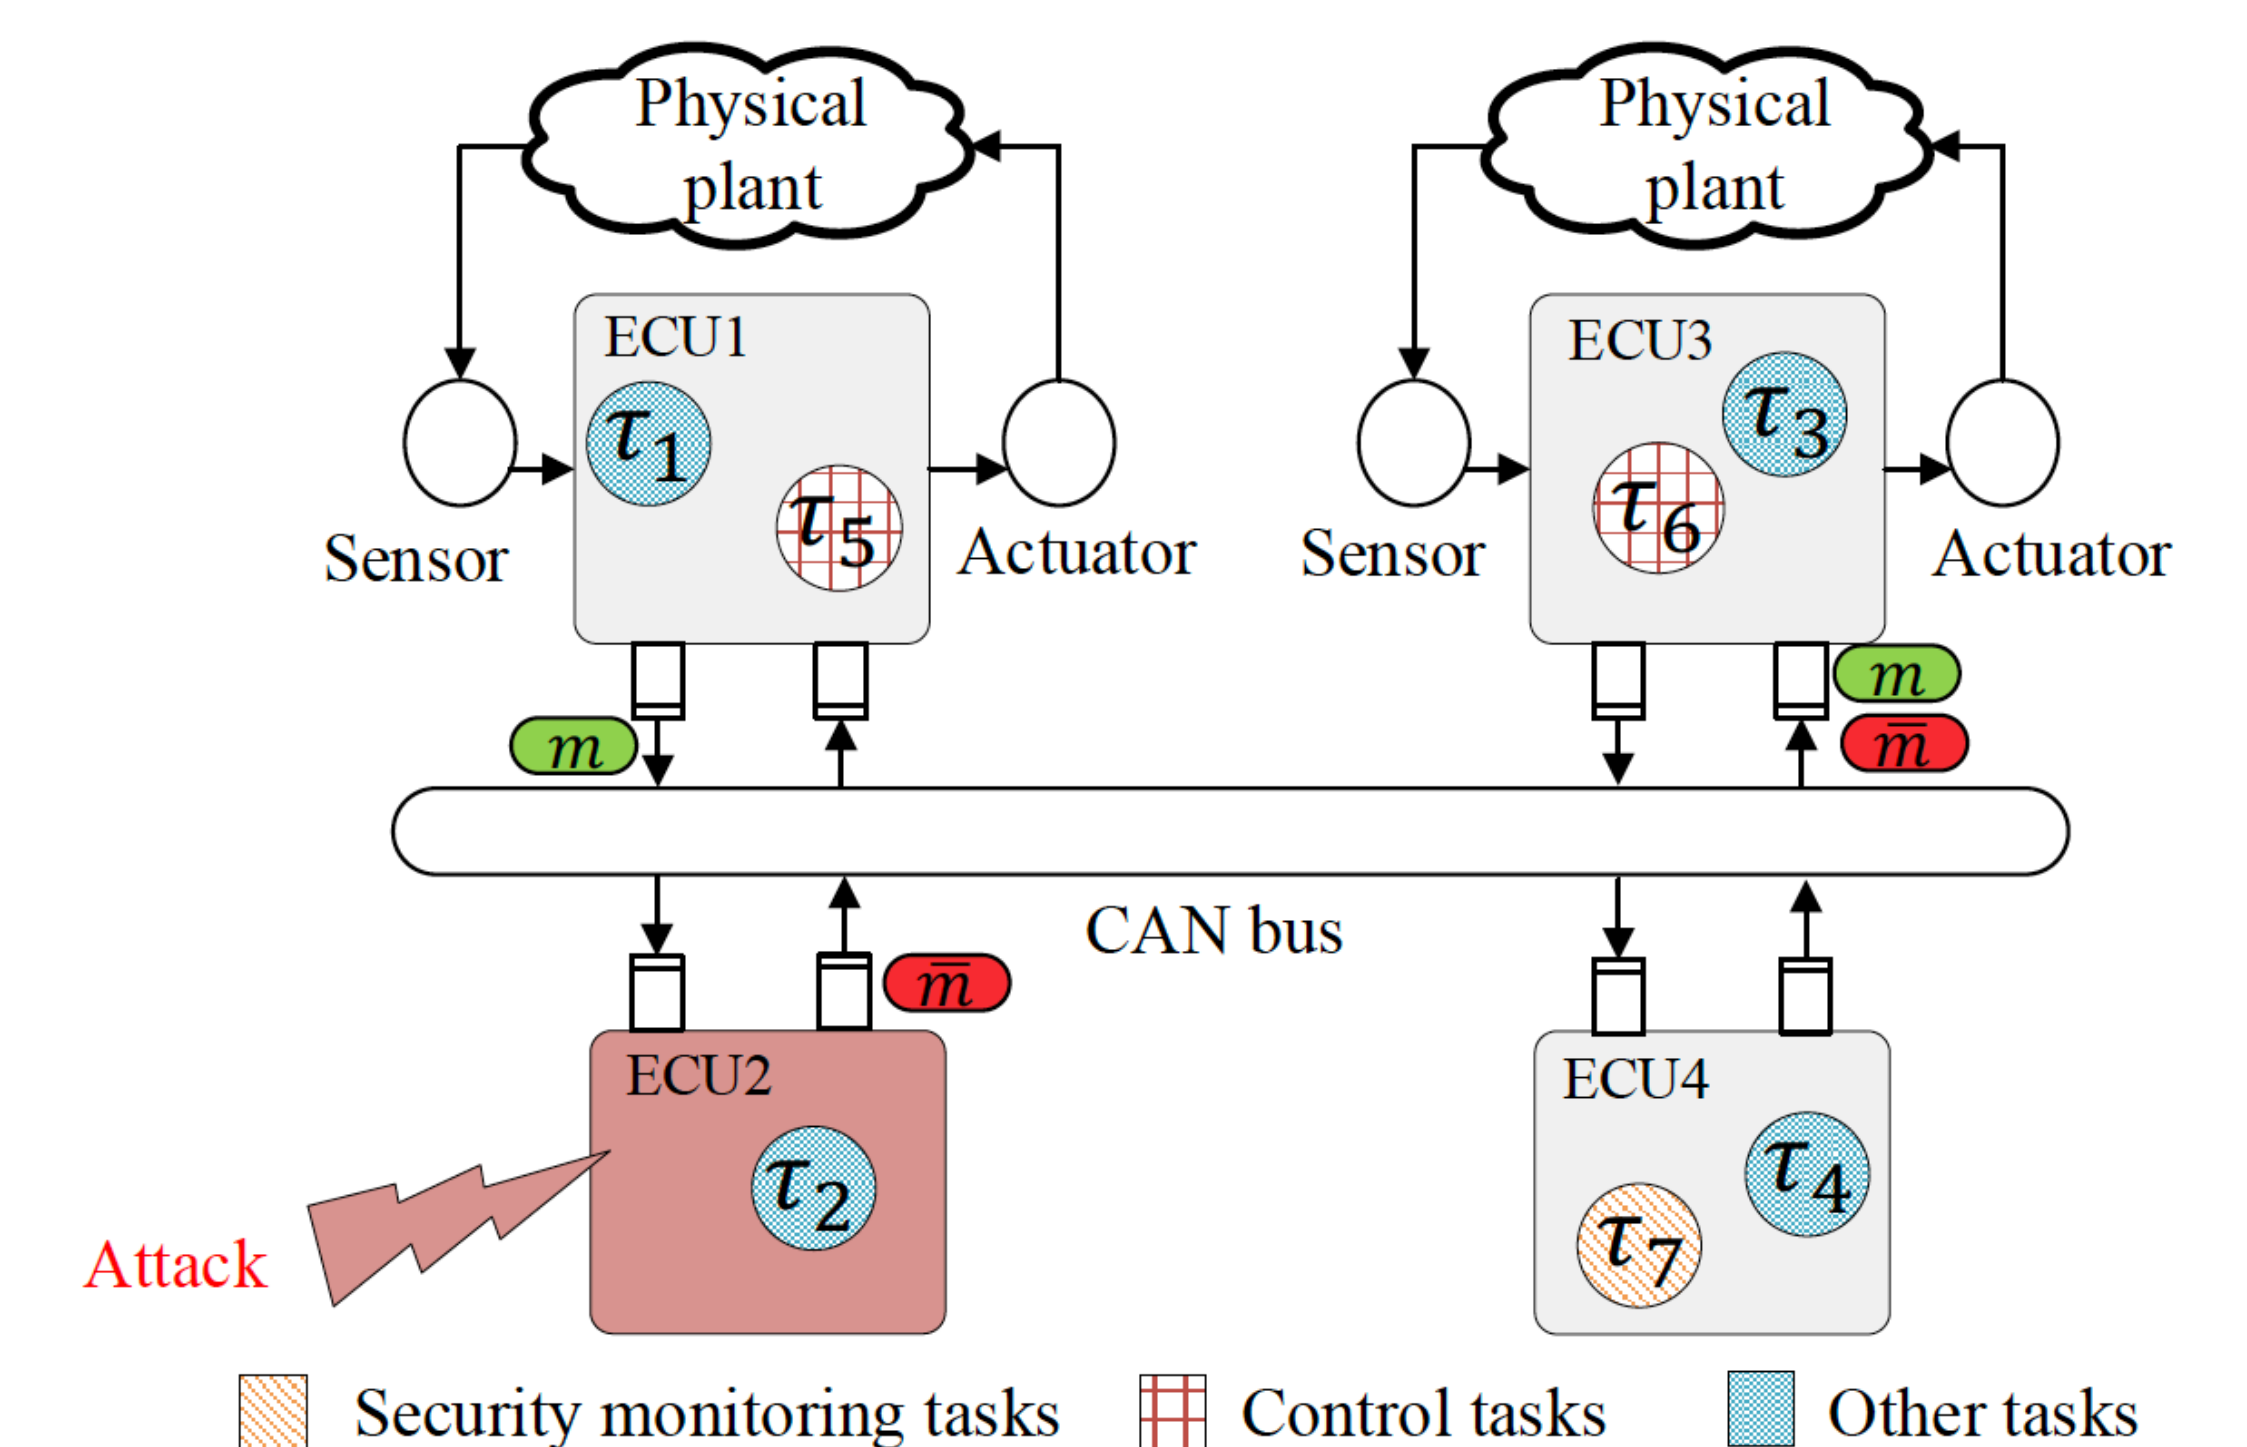 Physical
plant
Physical
plant
ECU1
ECU3
τ1
τ3
τ5
τ6
Sensor
Actuator
Sensor
Actuator
m
m
m̅
CAN bus
m̅
ECU2
ECU4
τ2
τ4
τ7
Attack
Security monitoring tasks
Control tasks
Other tasks